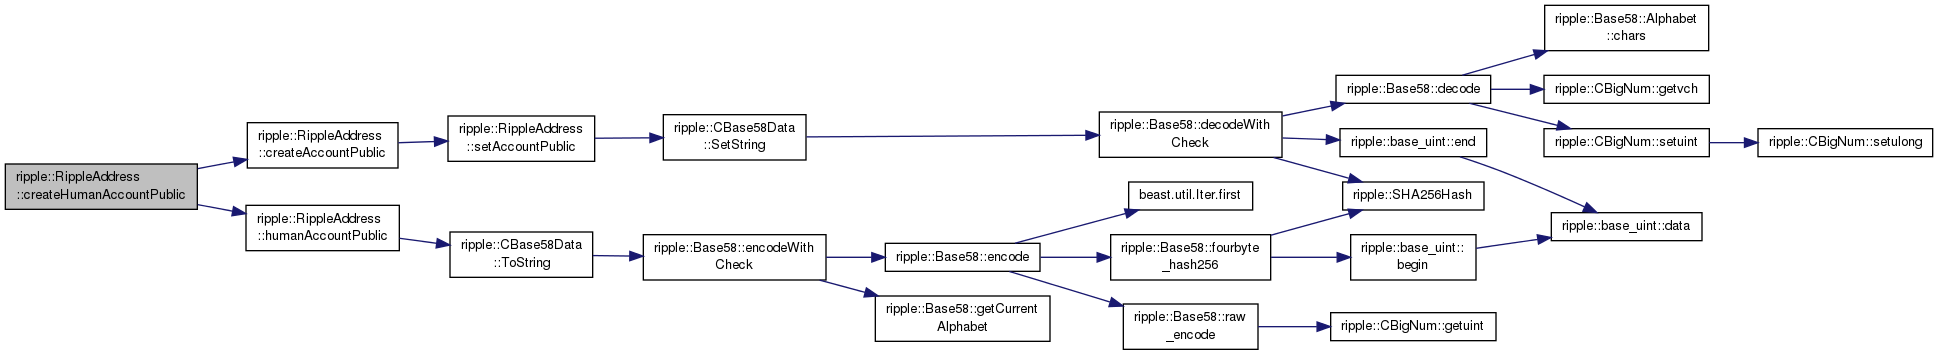 ripple::RippleAddress
::createHumanAccountPublic
ripple::RippleAddress
::createAccountPublic
ripple::RippleAddress
::setAccountPublic
ripple::CBase58Data
::SetString
ripple::Base58::decodeWith
Check
ripple::Base58::decode
ripple::Base58::Alphabet
::chars
ripple::CBigNum::getvch
ripple::CBigNum::setuint
ripple::CBigNum::setulong
ripple::base_uint::end
ripple::SHA256Hash
ripple::base_uint::data
ripple::RippleAddress
::humanAccountPublic
ripple::CBase58Data
::ToString
ripple::Base58::encodeWith
Check
ripple::Base58::encode
beast.util.Iter.first
ripple::Base58::fourbyte
_hash256
ripple::base_uint::
begin
ripple::Base58::getCurrent
Alphabet
ripple::Base58::raw
_encode
ripple::CBigNum::getuint